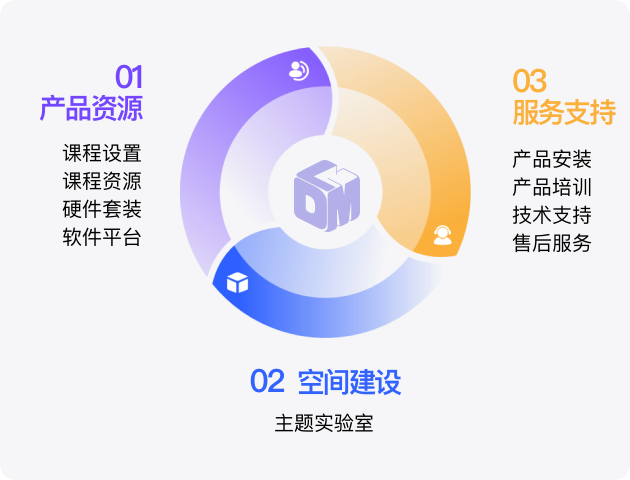 01
产品资源
课程设置
课程资源
硬件套装
软件平台
03
服务支持
产品安装
产品培训
技术支持
售后服务
DM
02 空间建设
主题实验室